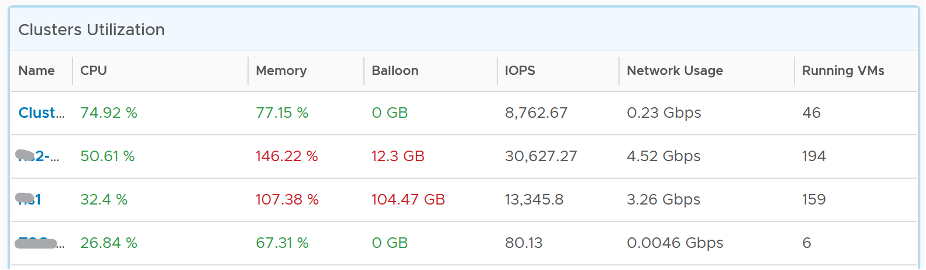 Clusters Utilization
Name CPU Memory Balloon IOPS Network Usage Running VMs
Clust... 74.92 % 77.15 % 0 GB 8,762.67 0.23 Gbps 46
2-... 50.61 % 146.22 % 12.3 GB 30,627.27 4.52 Gbps 194
1 32.4 % 107.38 % 104.47 GB 13,345.8 3.26 Gbps 159
... 26.84 % 67.31 % 0 GB 80.13 0.0046 Gbps 6